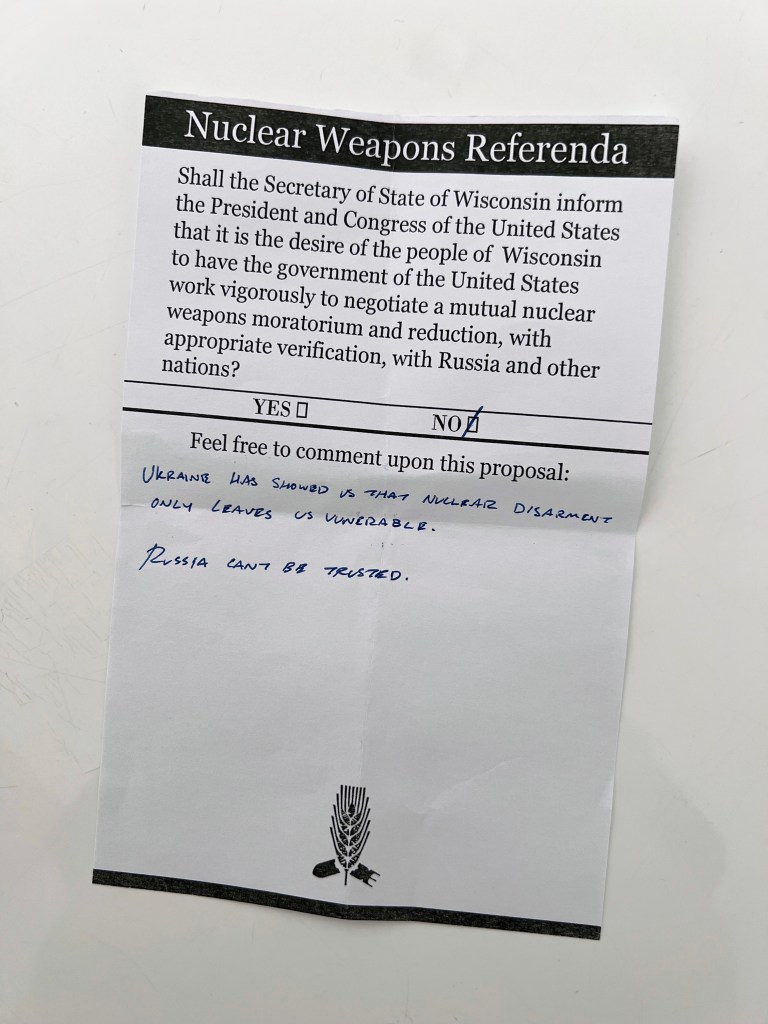 Nuclear Weapons Referenda
Shall the Secretary of State of Wisconsin inform
the President and Congress of the United States
that it is the desire of the people of Wisconsin
to have the government of the United States
work vigorously to negotiate a mutual nuclear
weapons moratorium and reduction, with
appropriate verification, with Russia and other
nations?
YES NO
Feel free to comment upon this proposal:
UKRAINE HAS SHOWED US THAT NUCLEAR DISARMENT
ONLY LEAVES US VUNERABLE.
RUSSIA CANT BE TRUSTED.